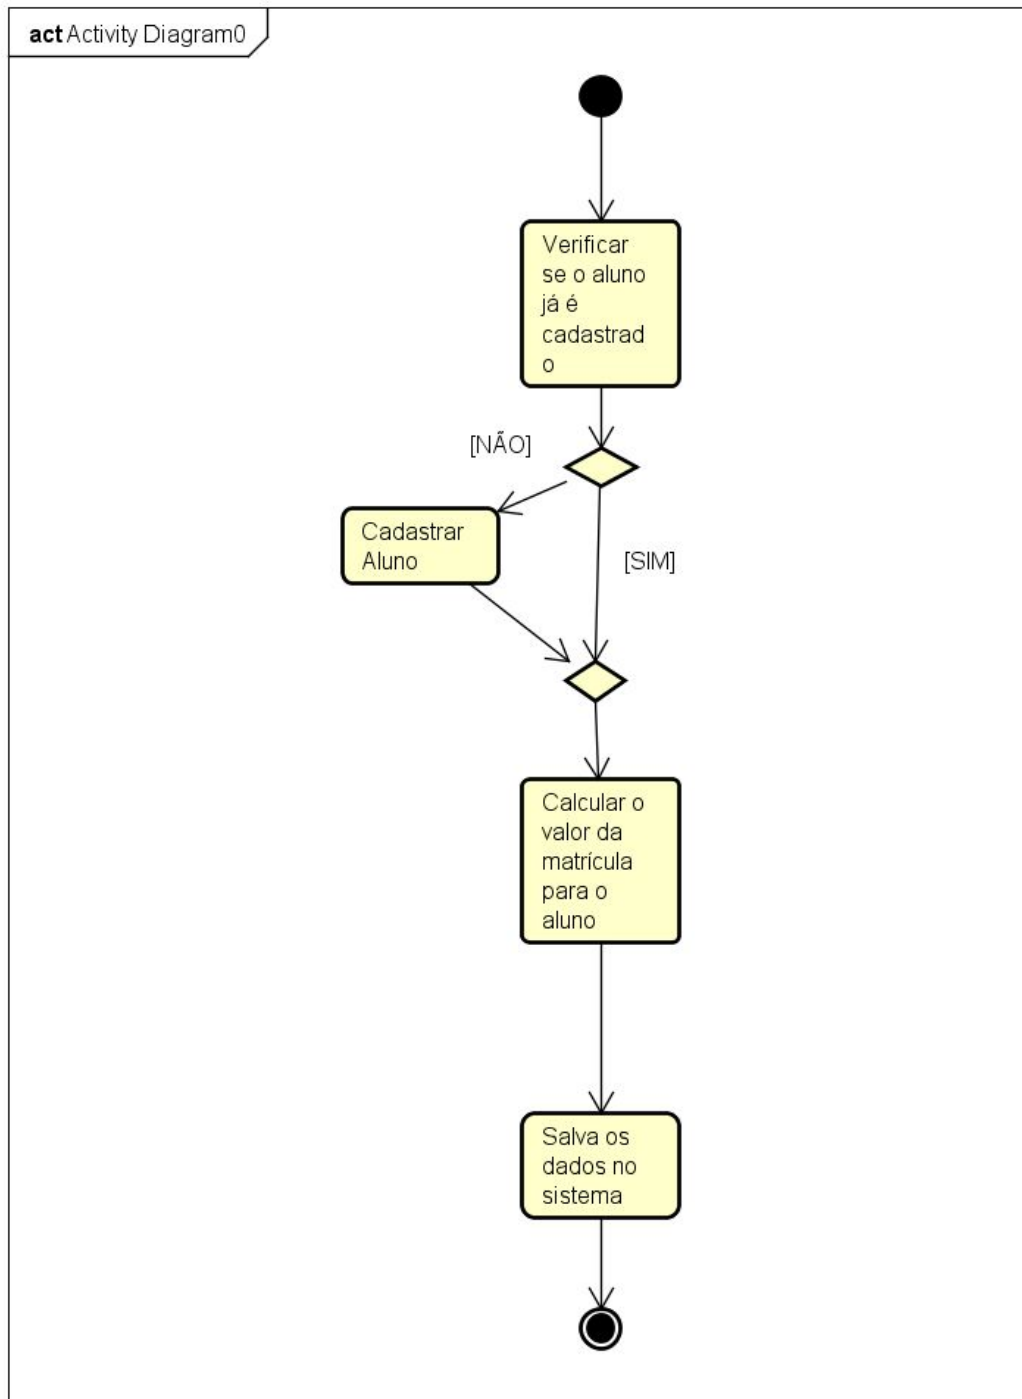 act Activity Diagram0
Verificar
se o aluno
já é
cadastrad
o
[NÃO]
Cadastrar
Aluno
[SIM]
Calcular o
valor da
matrícula
para o
aluno
Salva os
dados no
sistema